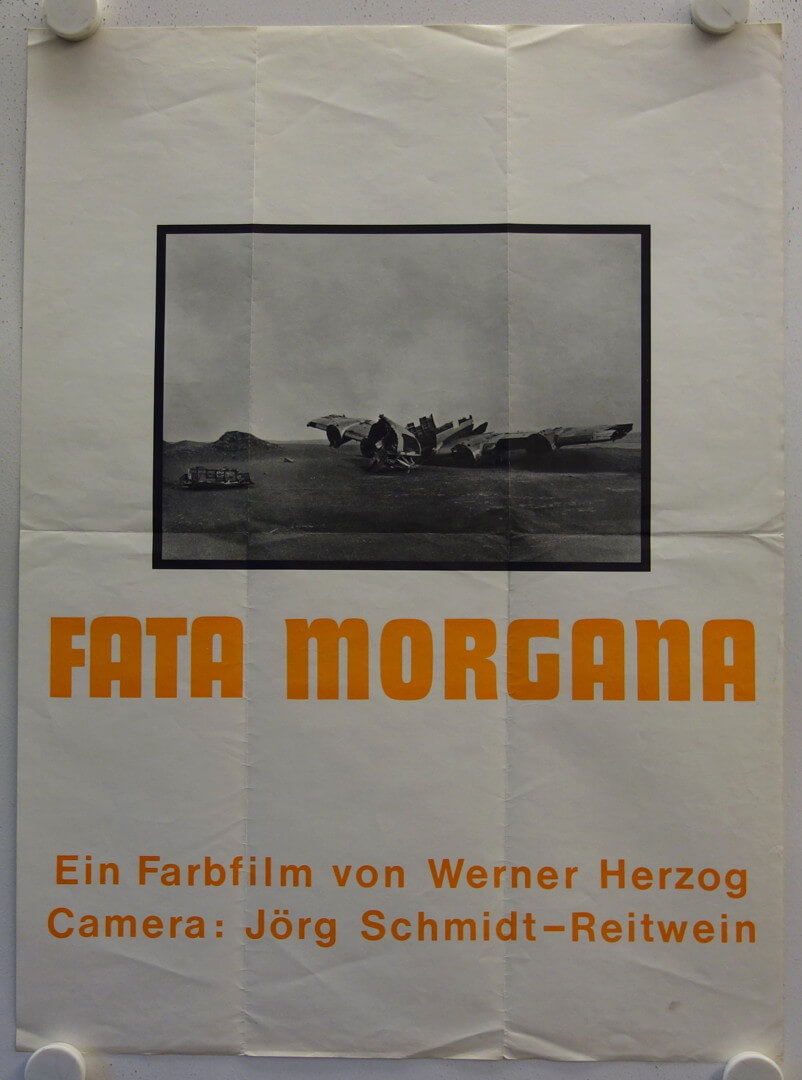 FATA MORGANA
Ein Farbfilm von Werner Herzog
Camera: Jörg Schmidt-Reitwein